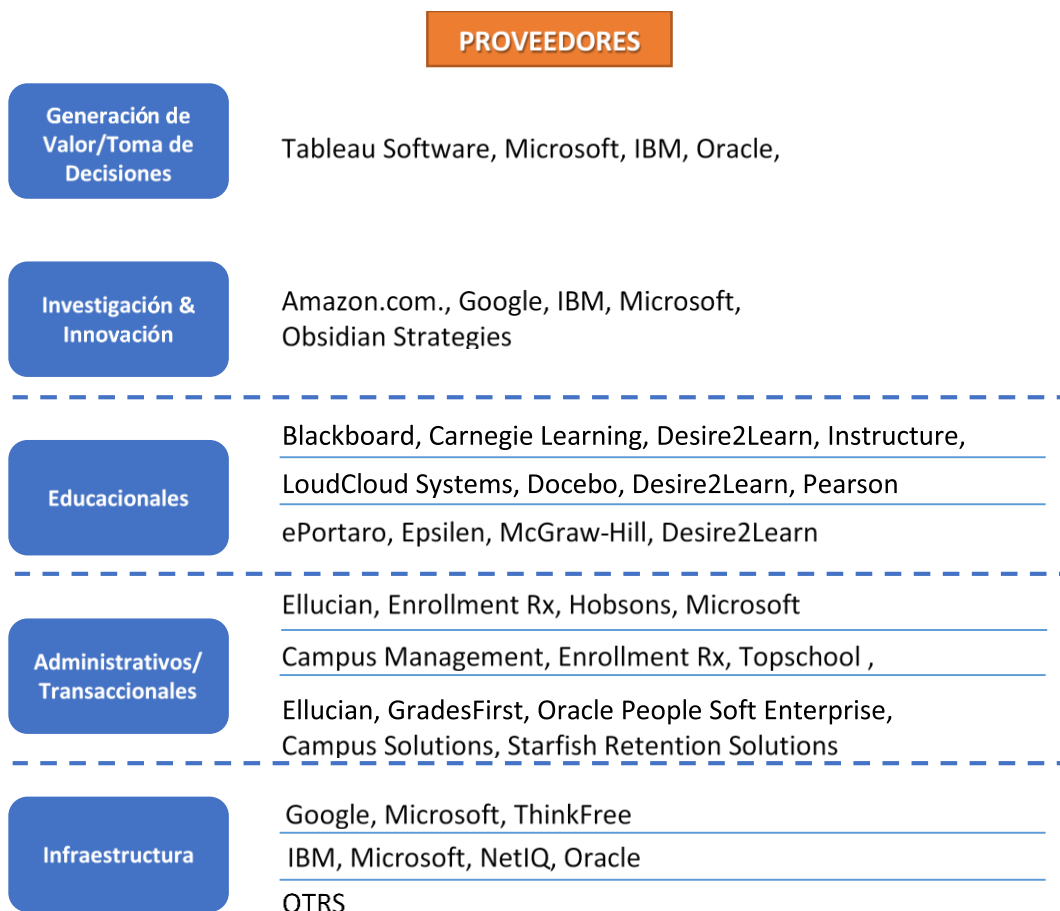 PROVEEDORES
Generación de
Valor/Toma de
Decisiones
Tableau Software, Microsoft, IBM, Oracle,
Investigación &
Innovación
Amazon.com., Google, IBM, Microsoft,
Obsidian Strategies
Educacionales
Blackboard, Carnegie Learning, Desire2Learn, Instructure,
LoudCloud Systems, Docebo, Desire2Learn, Pearson
ePortaro, Epsilen, McGraw-Hill, Desire2Learn
Administrativos/
Transaccionales
Ellucian, Enrollment Rx, Hobsons, Microsoft
Campus Management, Enrollment Rx, Topschool ,
Ellucian, GradesFirst, Oracle People Soft Enterprise,
Campus Solutions, Starfish Retention Solutions
Infraestructura
Google, Microsoft, ThinkFree
IBM, Microsoft, NetIQ, Oracle
OTRS